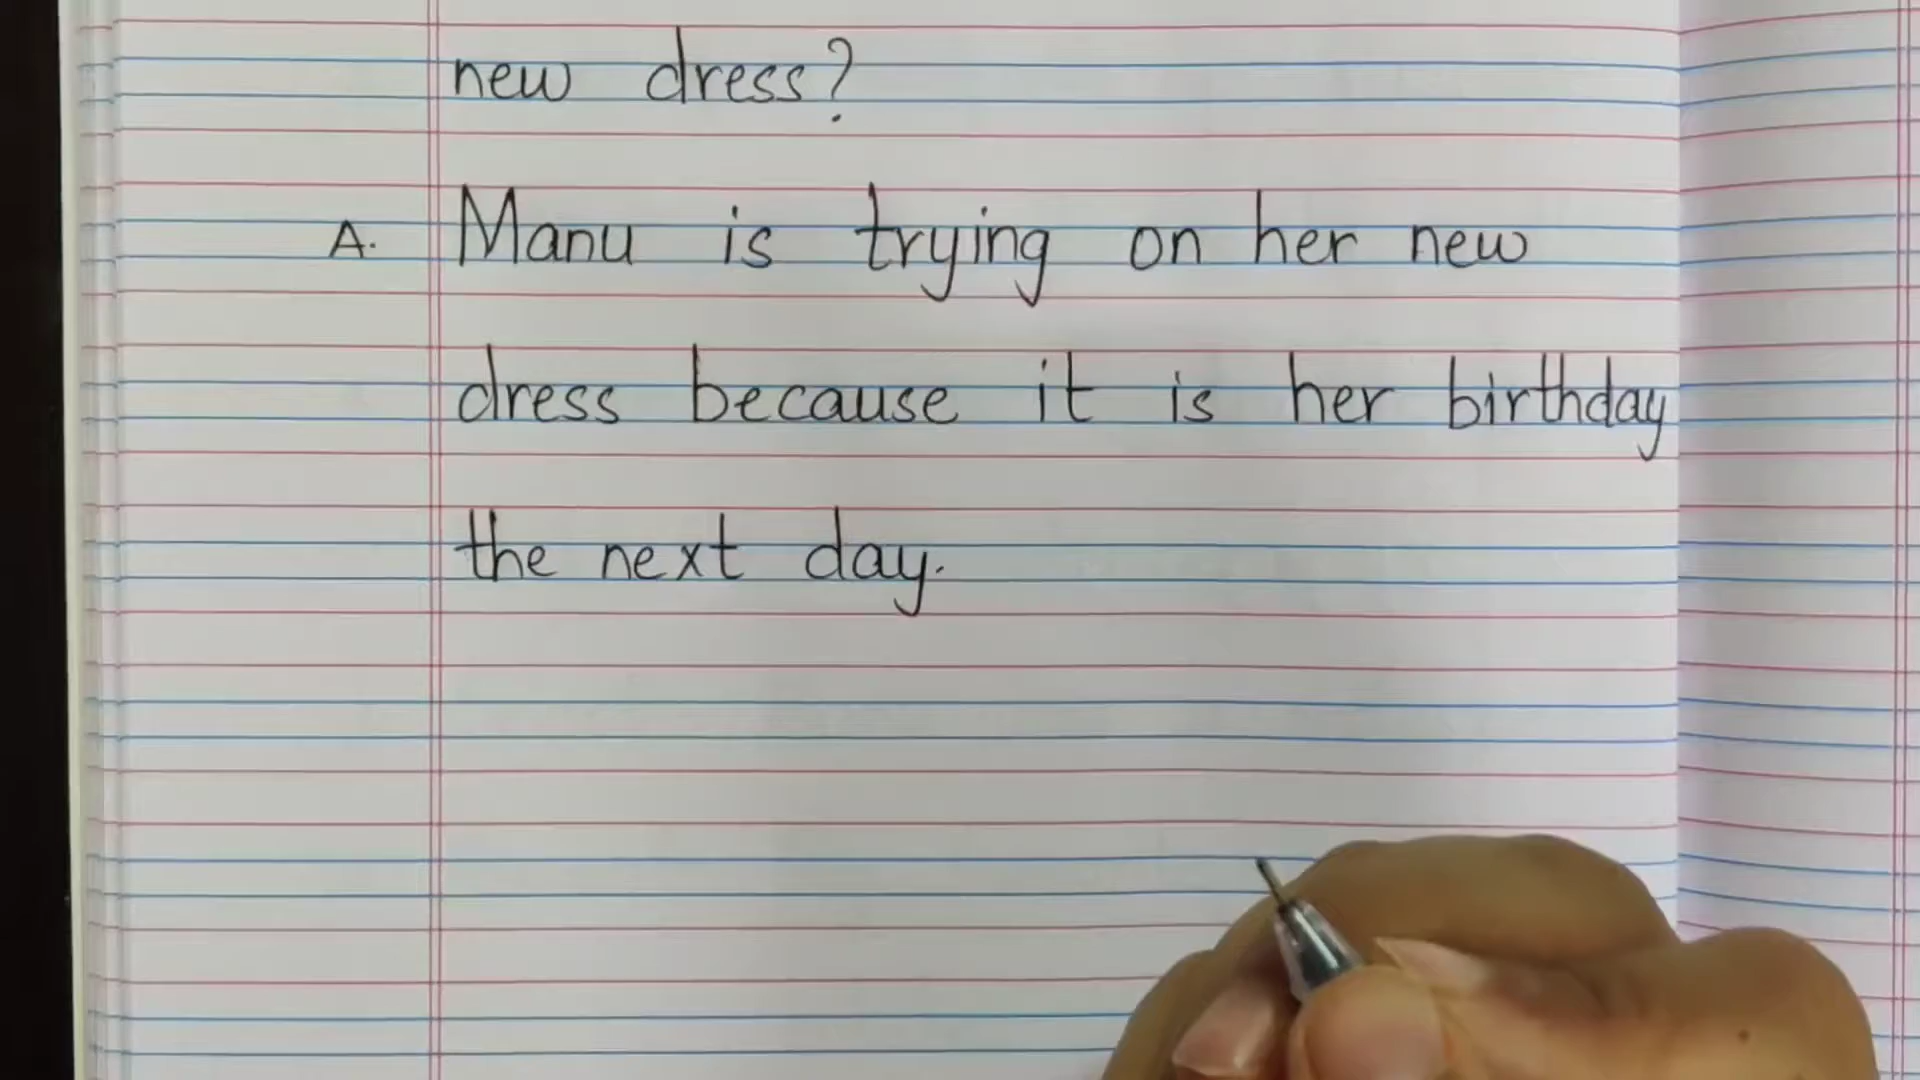 new dress?
A. Manu is trying on her new
dress because it is her birthday
the next day.